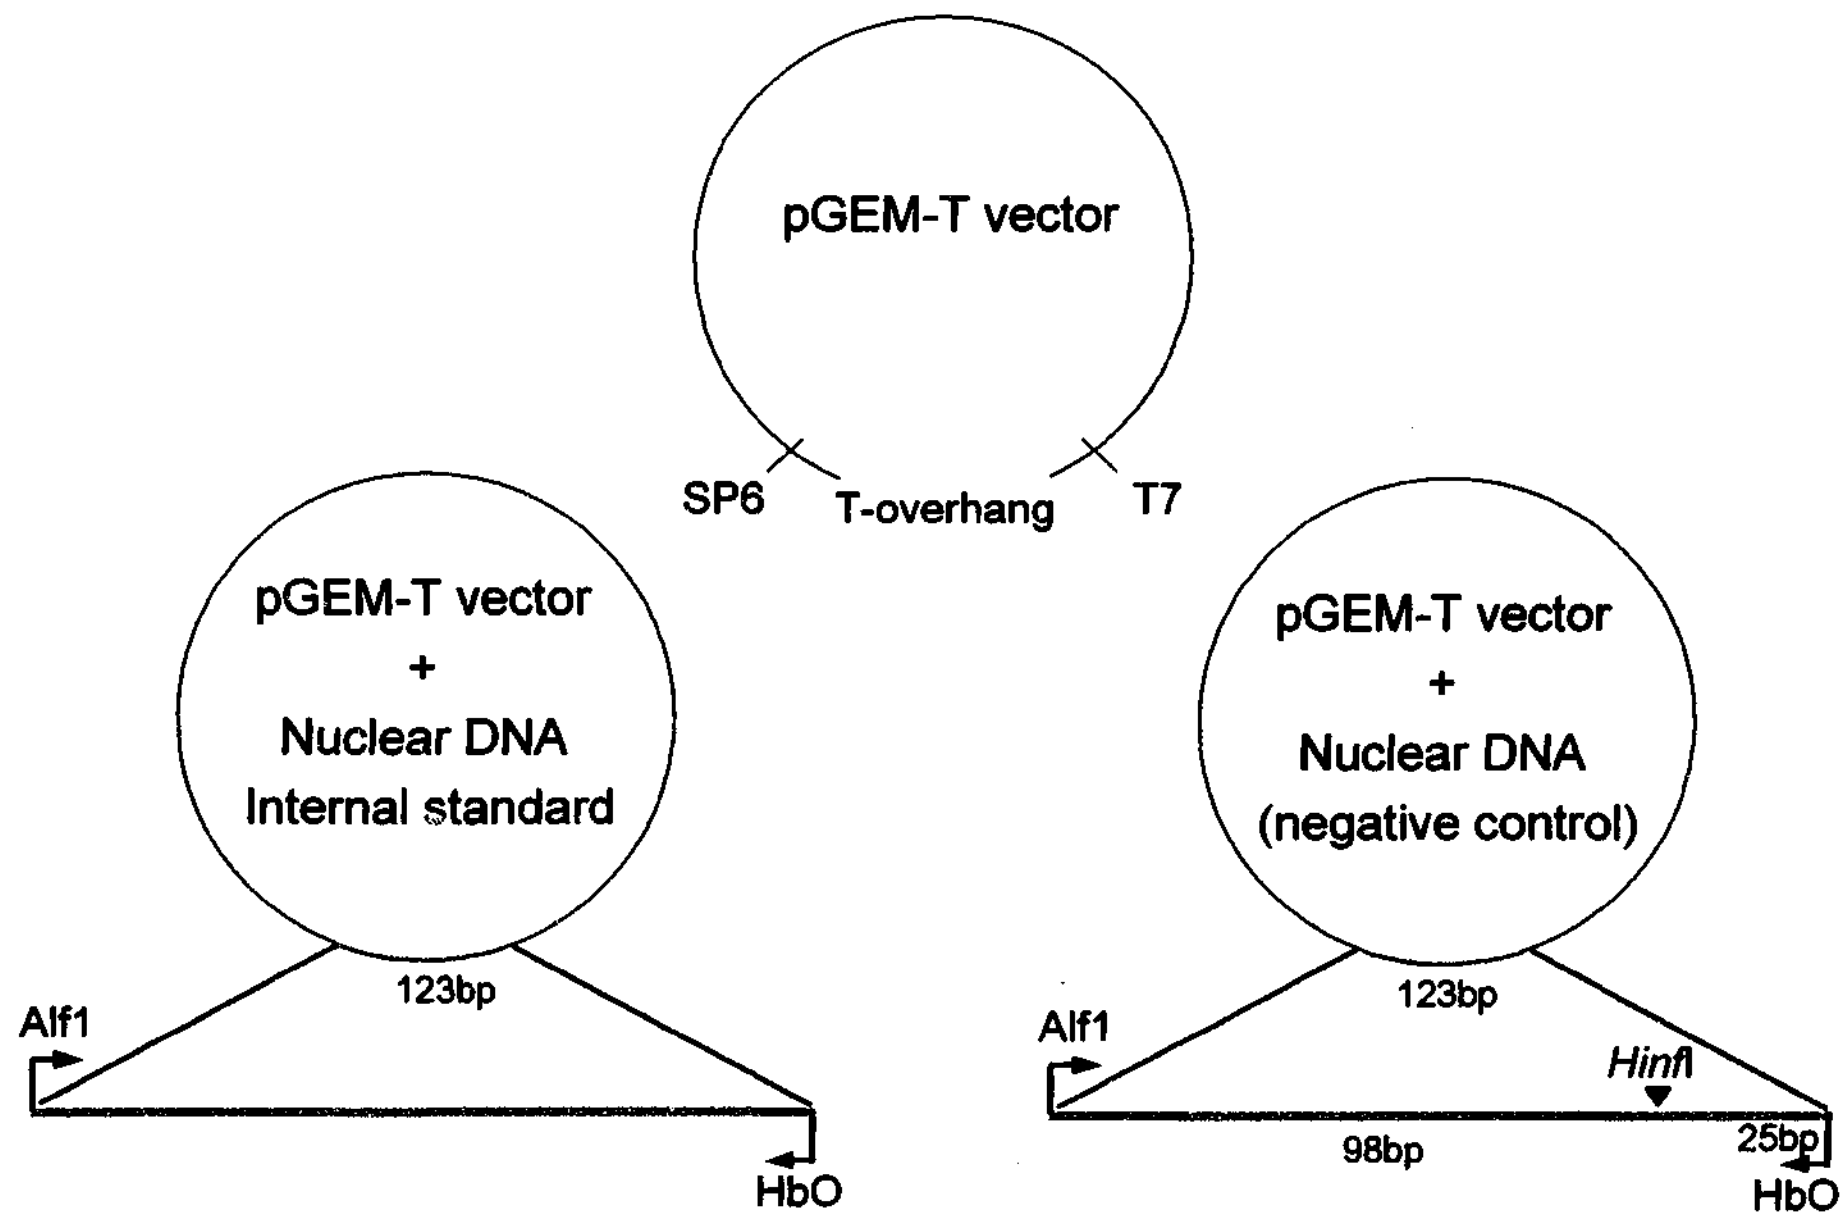 pGEM-T vector
SP6
T-overhang
T7
pGEM-T vector
+
Nuclear DNA
Internal standard
123bp
Alf1
HbO
pGEM-T vector
+
Nuclear DNA
(negative control)
123bp
Alf1
HinfI
98bp
25bp
HbO